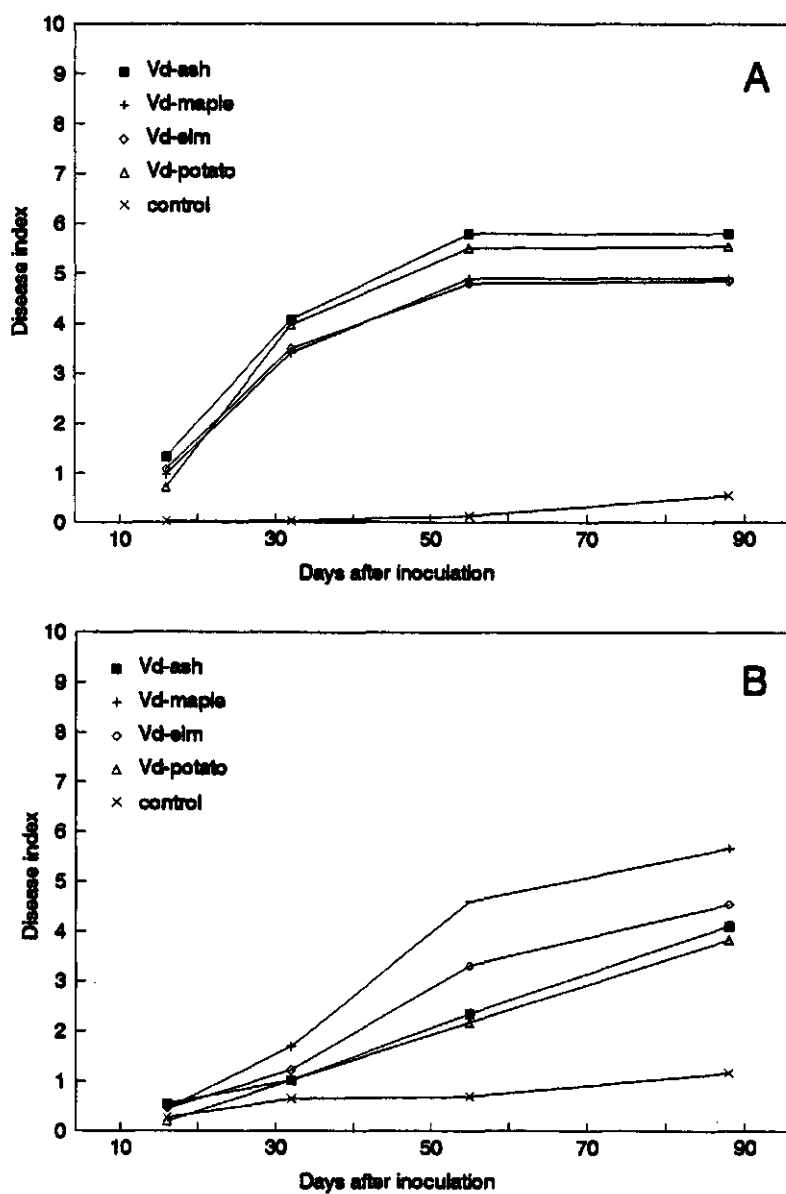 A
10
9
8
7
6
5
4
3
2
1
0
Disease index
Vd-ash
Vd-maple
Vd-elm
Vd-potato
control
10 30 50 70 90
Days after inoculation
B
10
9
8
7
6
5
4
3
2
1
0
Disease index
Vd-ash
Vd-maple
Vd-elm
Vd-potato
control
10 30 50 70 90
Days after inoculation